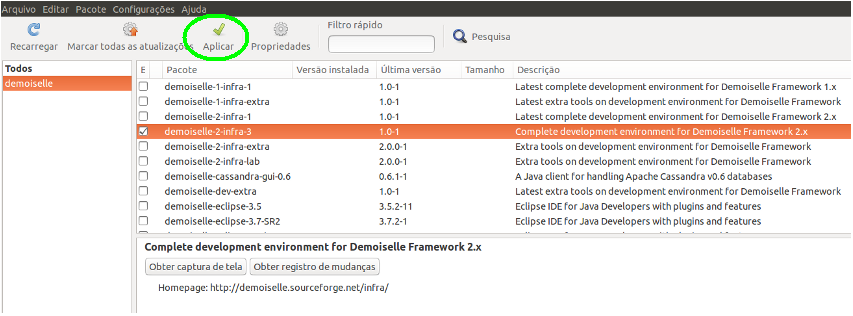 Arquivo Editar Pacote Configurações Ajuda
Recarregar Marcar todas as atualizações Aplicar Propriedades Filtro rápido Pesquisa
Todos
demoiselle
E Pacote Versão instalada Última versão Tamanho Descrição
demoiselle-1-infra-1 1.0-1 Latest complete development environment for Demoiselle Framework 1.x
demoiselle-1-infra-extra 1.0-1 Latest extra tools on development environment for Demoiselle Framework
demoiselle-2-infra-1 1.0-1 Latest complete development environment for Demoiselle Framework 2.x
demoiselle-2-infra-3 1.0-1 Complete development environment for Demoiselle Framework 2.x
demoiselle-2-infra-extra 2.0.0-1 Extra tools on development environment for Demoiselle Framework
demoiselle-2-infra-lab 2.0.0-1 Extra tools on development environment for Demoiselle Framework
demoiselle-cassandra-gui-0.6 0.6.1-1 A Java client for handling Apache Cassandra v0.6 databases
demoiselle-dev-extra 1.0-1 Latest extra tools on development environment for Demoiselle Framework
demoiselle-eclipse-3.5 3.5.2-11 Eclipse IDE for Java Developers with plugins and features
demoiselle-eclipse-3.7-SR2 3.7.2-1 Eclipse IDE for Java Developers with plugins and features
Complete development environment for Demoiselle Framework 2.x
Obter captura de tela Obter registro de mudanças
Homepage: http://demoiselle.sourceforge.net/infra/